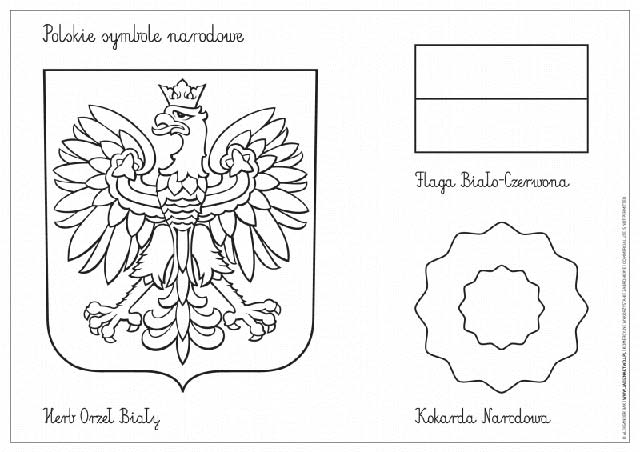 Polskie symbole narodowe
Flaga Biało-Czerwona
Herb Orzeł Biały
Kokarda Narodowa